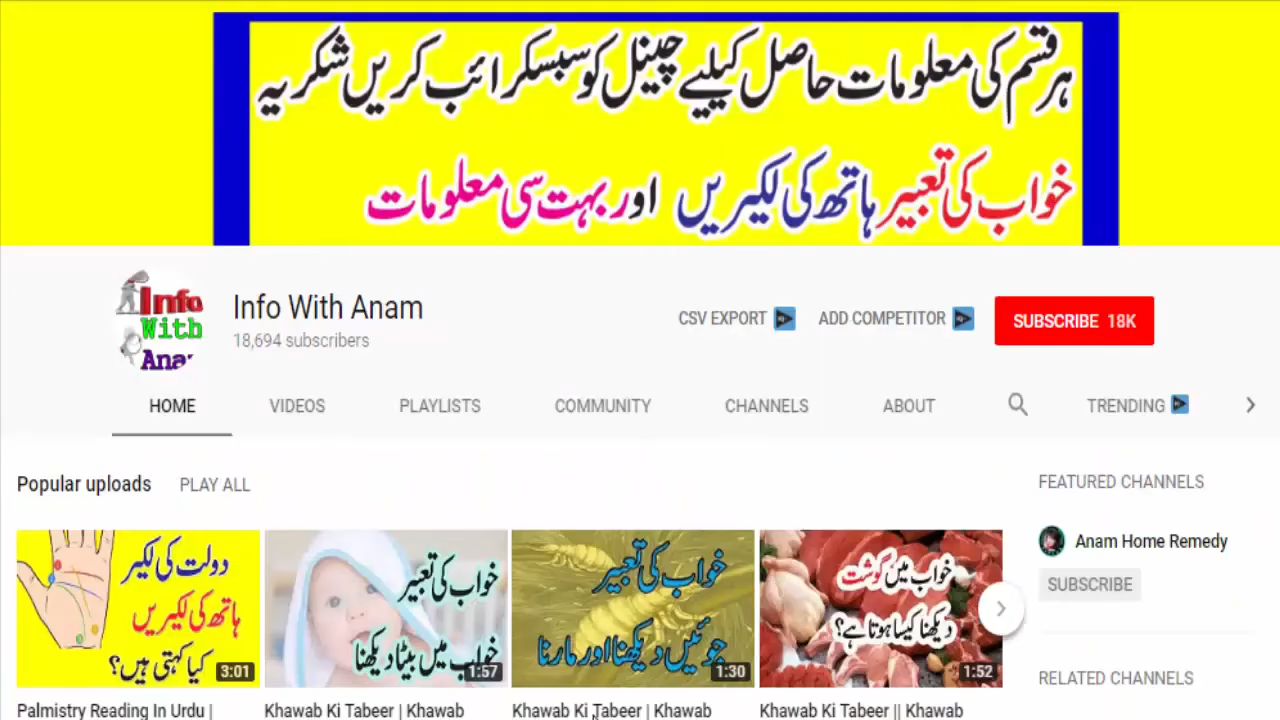 ہر قسم کی معلومات حاصل کیلیے چینل کو سبسکرائب کریں شکریہ
خواب کی تعبیر ہاتھ کی لکیریں اور بہت سی معلومات
Info
With
Ana
Info With Anam
18,694 subscribers
CSV EXPORT
ADD COMPETITOR
SUBSCRIBE 18K
HOME
VIDEOS
PLAYLISTS
COMMUNITY
CHANNELS
ABOUT
TRENDING
Popular uploads
PLAY ALL
دولت کی لکیر
ہاتھ کی لکیریں
کیا کہتی ہیں؟
3:01
Palmistry Reading In Urdu |
خواب کی تعبیر
خواب میں بیٹا دیکھنا
1:57
Khawab Ki Tabeer | Khawab
خواب کی تعبیر
جوئیں دیکھنا اور مارنا
1:30
Khawab Ki Tabeer | Khawab
خواب میں گوشت
دیکھنا کیسا ہوتا ہے؟
1:52
Khawab Ki Tabeer || Khawab
FEATURED CHANNELS
Anam Home Remedy
SUBSCRIBE
RELATED CHANNELS